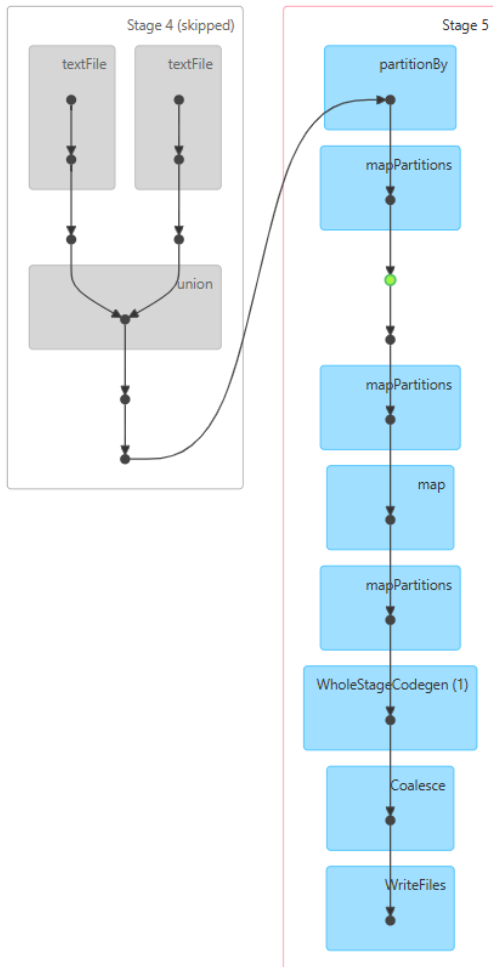 Stage 4 (skipped)
textFile
textFile
union
Stage 5
partitionBy
mapPartitions
mapPartitions
map
mapPartitions
WholeStageCodegen (1)
Coalesce
WriteFiles